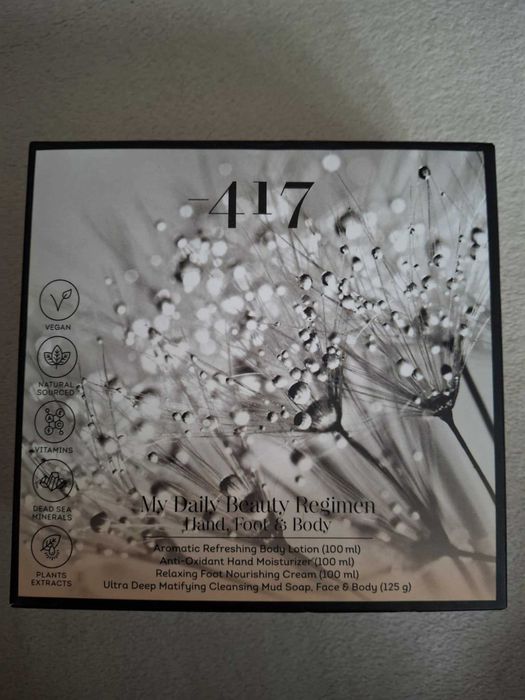 -417
VEGAN
NATURAL
SOURCED
VITAMINS
DEAD SEA
MINERALS
PLANTS
EXTRACTS
My Daily Beauty Regimen
Hand, Foot & Body
Aromatic Refreshing Body Lotion (100 ml)
Anti-Oxidant Hand Moisturizer (100 ml)
Relaxing Foot Nourishing Cream (100 ml)
Ultra Deep Matifying Cleansing Mud Soap, Face & Body (125 g)